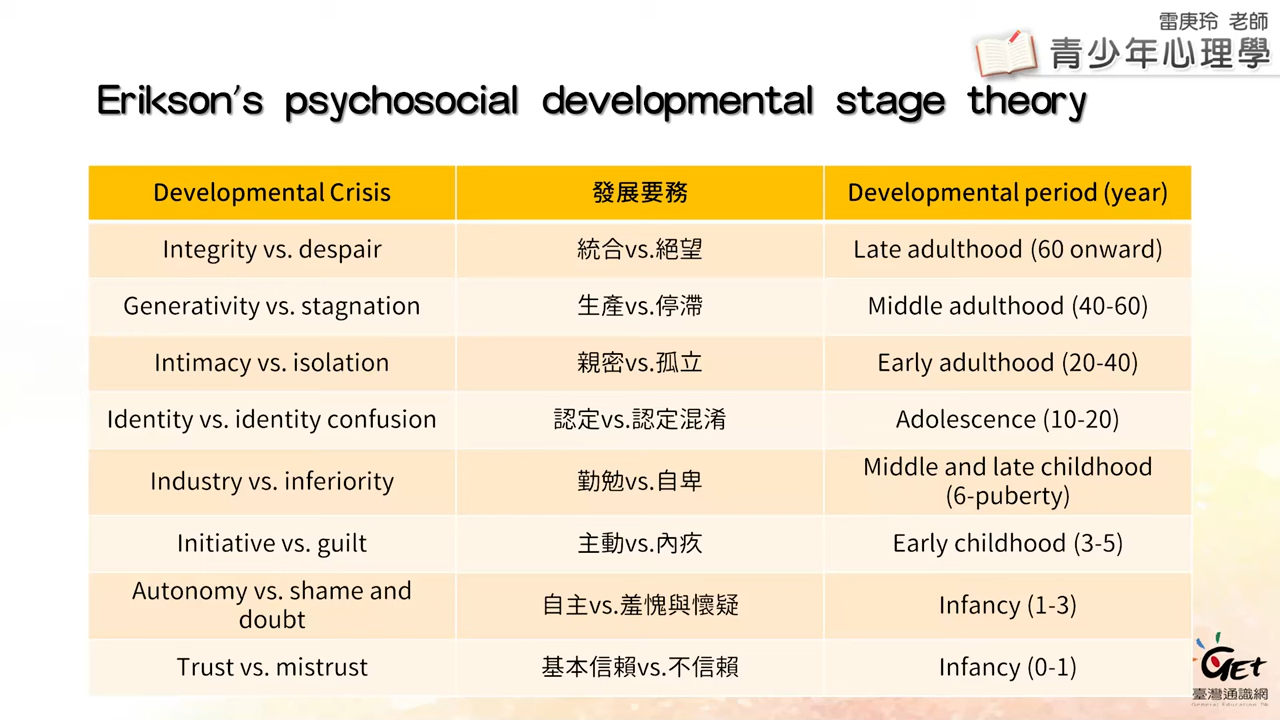 雷庚玲 老師
青少年心理學
Erikson's psychosocial developmental stage theory
Developmental Crisis 發展要務 Developmental period (year)
Integrity vs. despair 統合vs.絕望 Late adulthood (60 onward)
Generativity vs. stagnation 生產vs.停滯 Middle adulthood (40-60)
Intimacy vs. isolation 親密vs.孤立 Early adulthood (20-40)
Identity vs. identity confusion 認定vs.認定混淆 Adolescence (10-20)
Industry vs. inferiority 勤勉vs.自卑 Middle and late childhood
(6-puberty)
Initiative vs. guilt 主動vs.內疚 Early childhood (3-5)
Autonomy vs. shame and
doubt 自主vs.羞愧與懷疑 Infancy (1-3)
Trust vs. mistrust 基本信賴vs.不信賴 Infancy (0-1)
GET
臺灣通識網
General Education